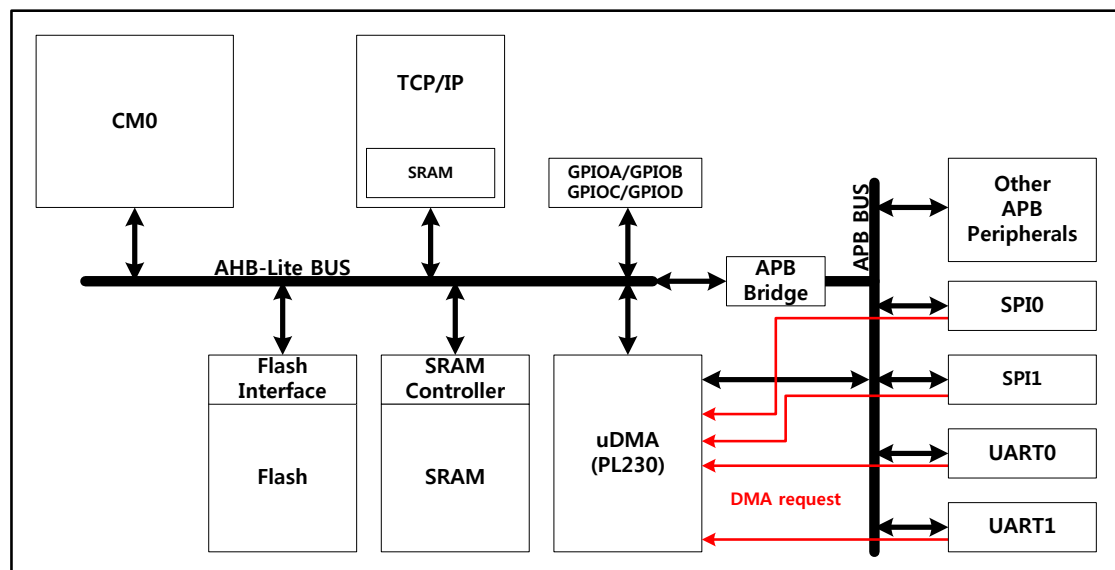 CM0
TCP/IP
SRAM
GPIOA/GPIOB
GPIOC/GPIOD
Other
APB
Peripherals
APB BUS
AHB-Lite BUS
APB
Bridge
SPI0
Flash
Interface
SRAM
Controller
SPI1
uDMA
(PL230)
Flash
SRAM
UART0
DMA request
UART1